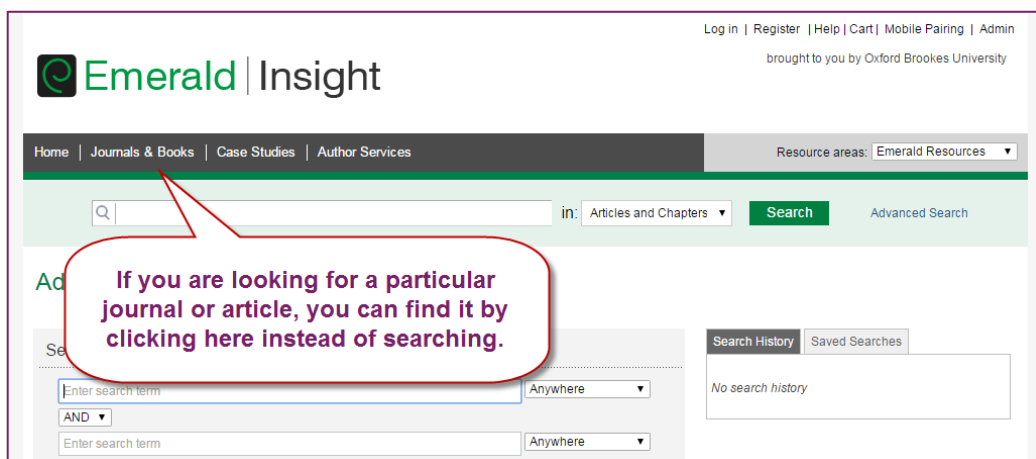 Log in | Register | Help | Cart | Mobile Pairing | Admin
brought to you by Oxford Brookes University
Emerald | Insight
Home | Journals & Books | Case Studies | Author Services
Resource areas: Emerald Resources
in: Articles and Chapters Search Advanced Search
Ad
If you are looking for a particular
journal or article, you can find it by
clicking here instead of searching.
Se
Search History Saved Searches
Enter search term Anywhere
No search history
AND
Enter search term Anywhere